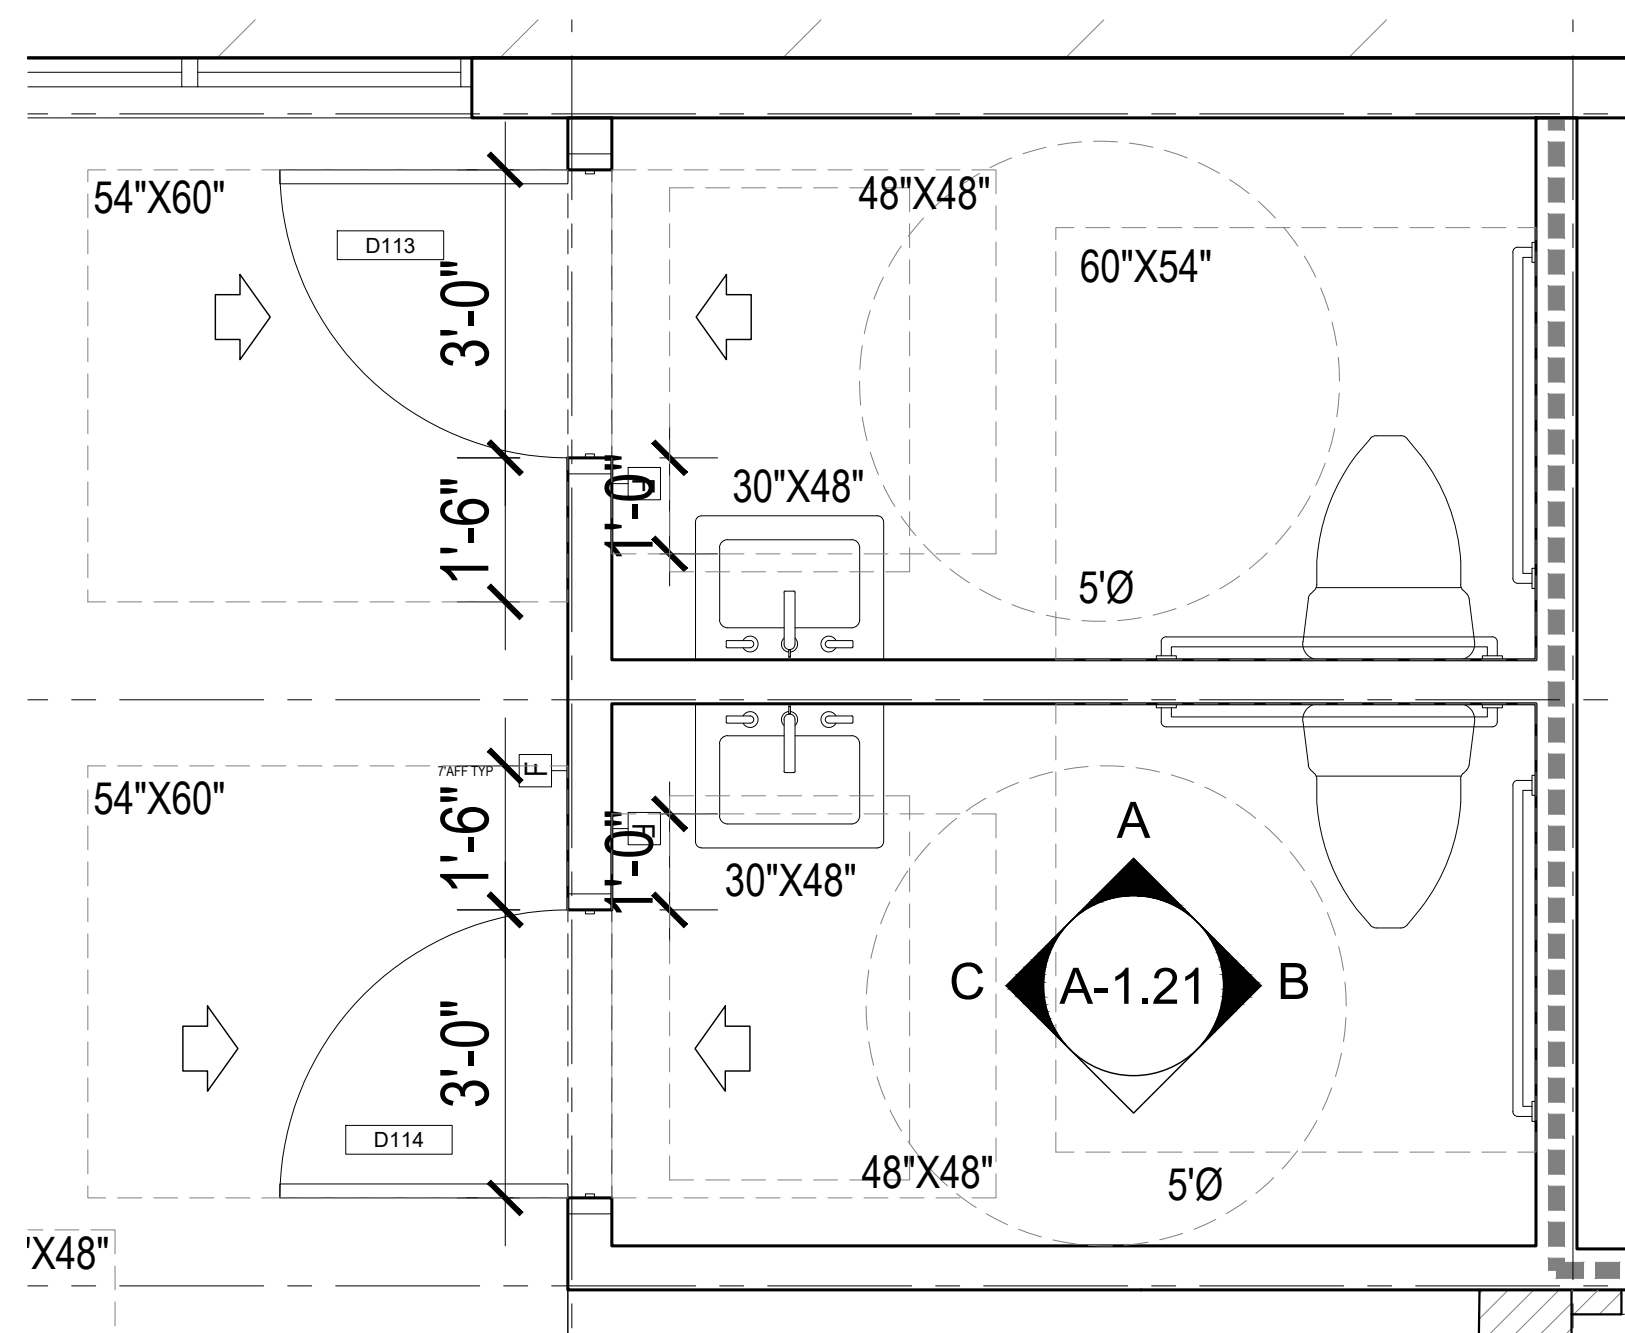 54"X60"
48"X48"
D113
60"X54"
3'-0"
1'-6"
1'-0"
F
30"X48"
5'Ø
7'AFF TYP
F
54"X60"
1'-6"
1'-0"
F
30"X48"
A
C
A-1.21
B
3'-0"
D114
48"X48"
5'Ø
"X48"